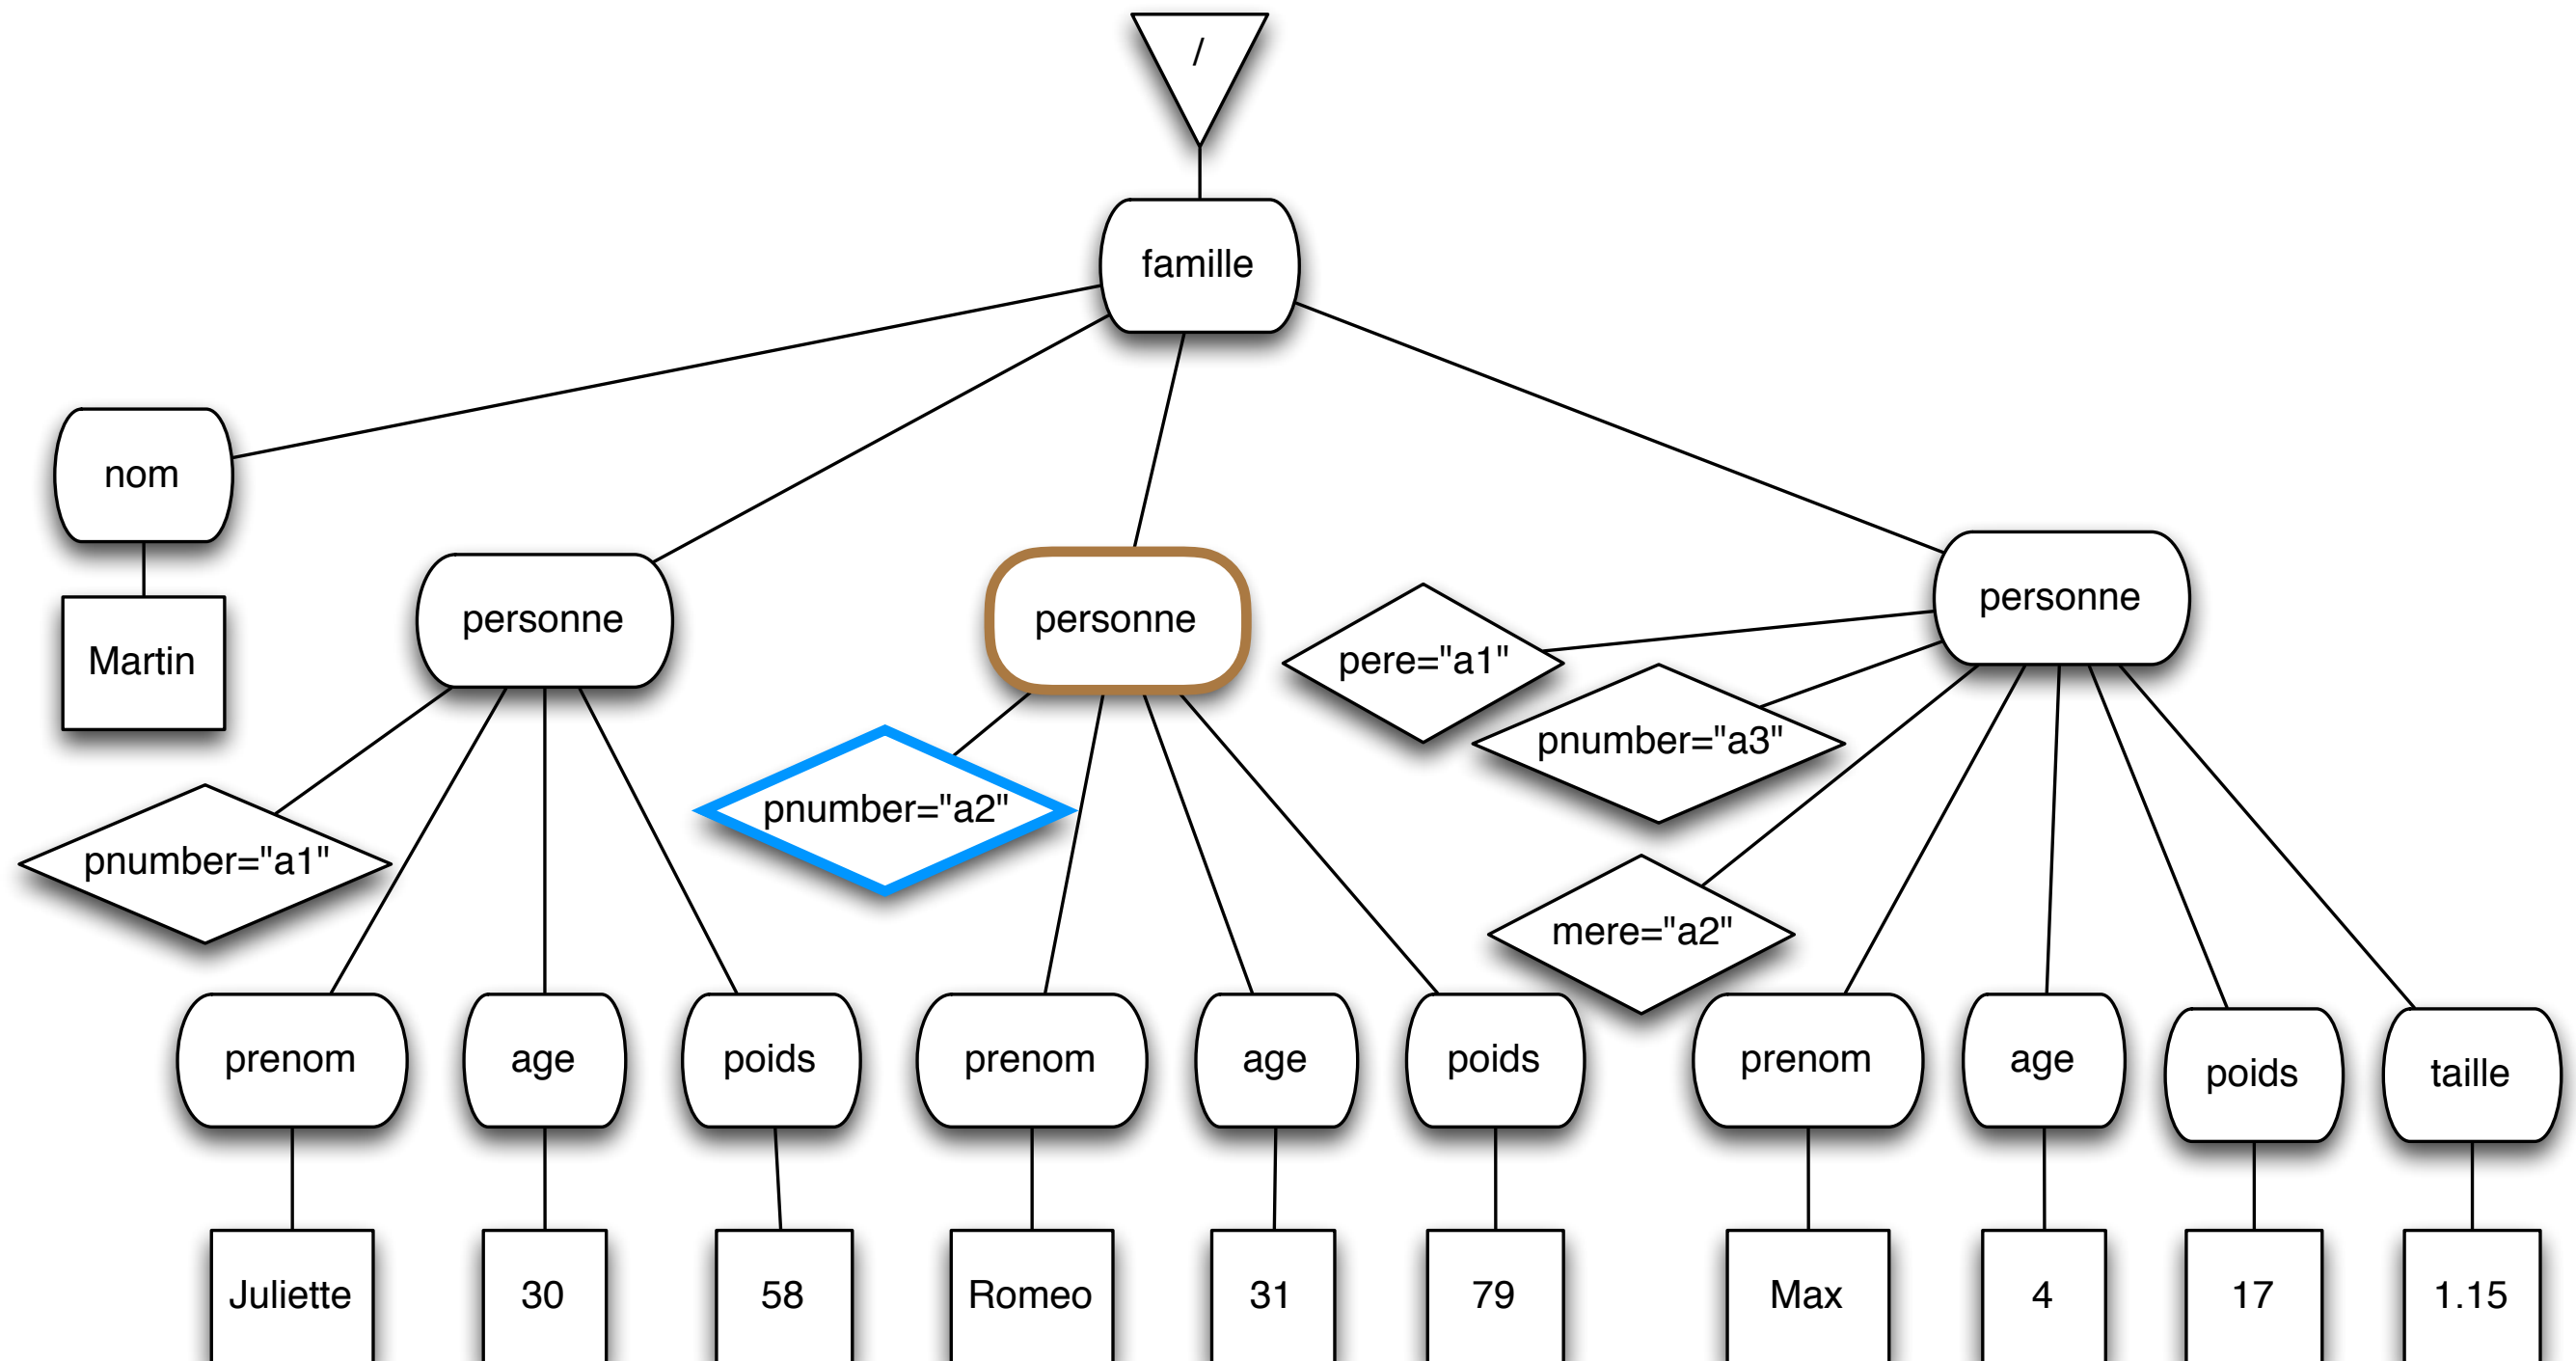 /
famille
nom
Martin
personne
personne
personne
pere="a1"
pnumber="a3"
pnumber="a2"
pnumber="a1"
mere="a2"
prenom
age
poids
prenom
age
poids
prenom
age
poids
taille
Juliette
30
58
Romeo
31
79
Max
4
17
1.15